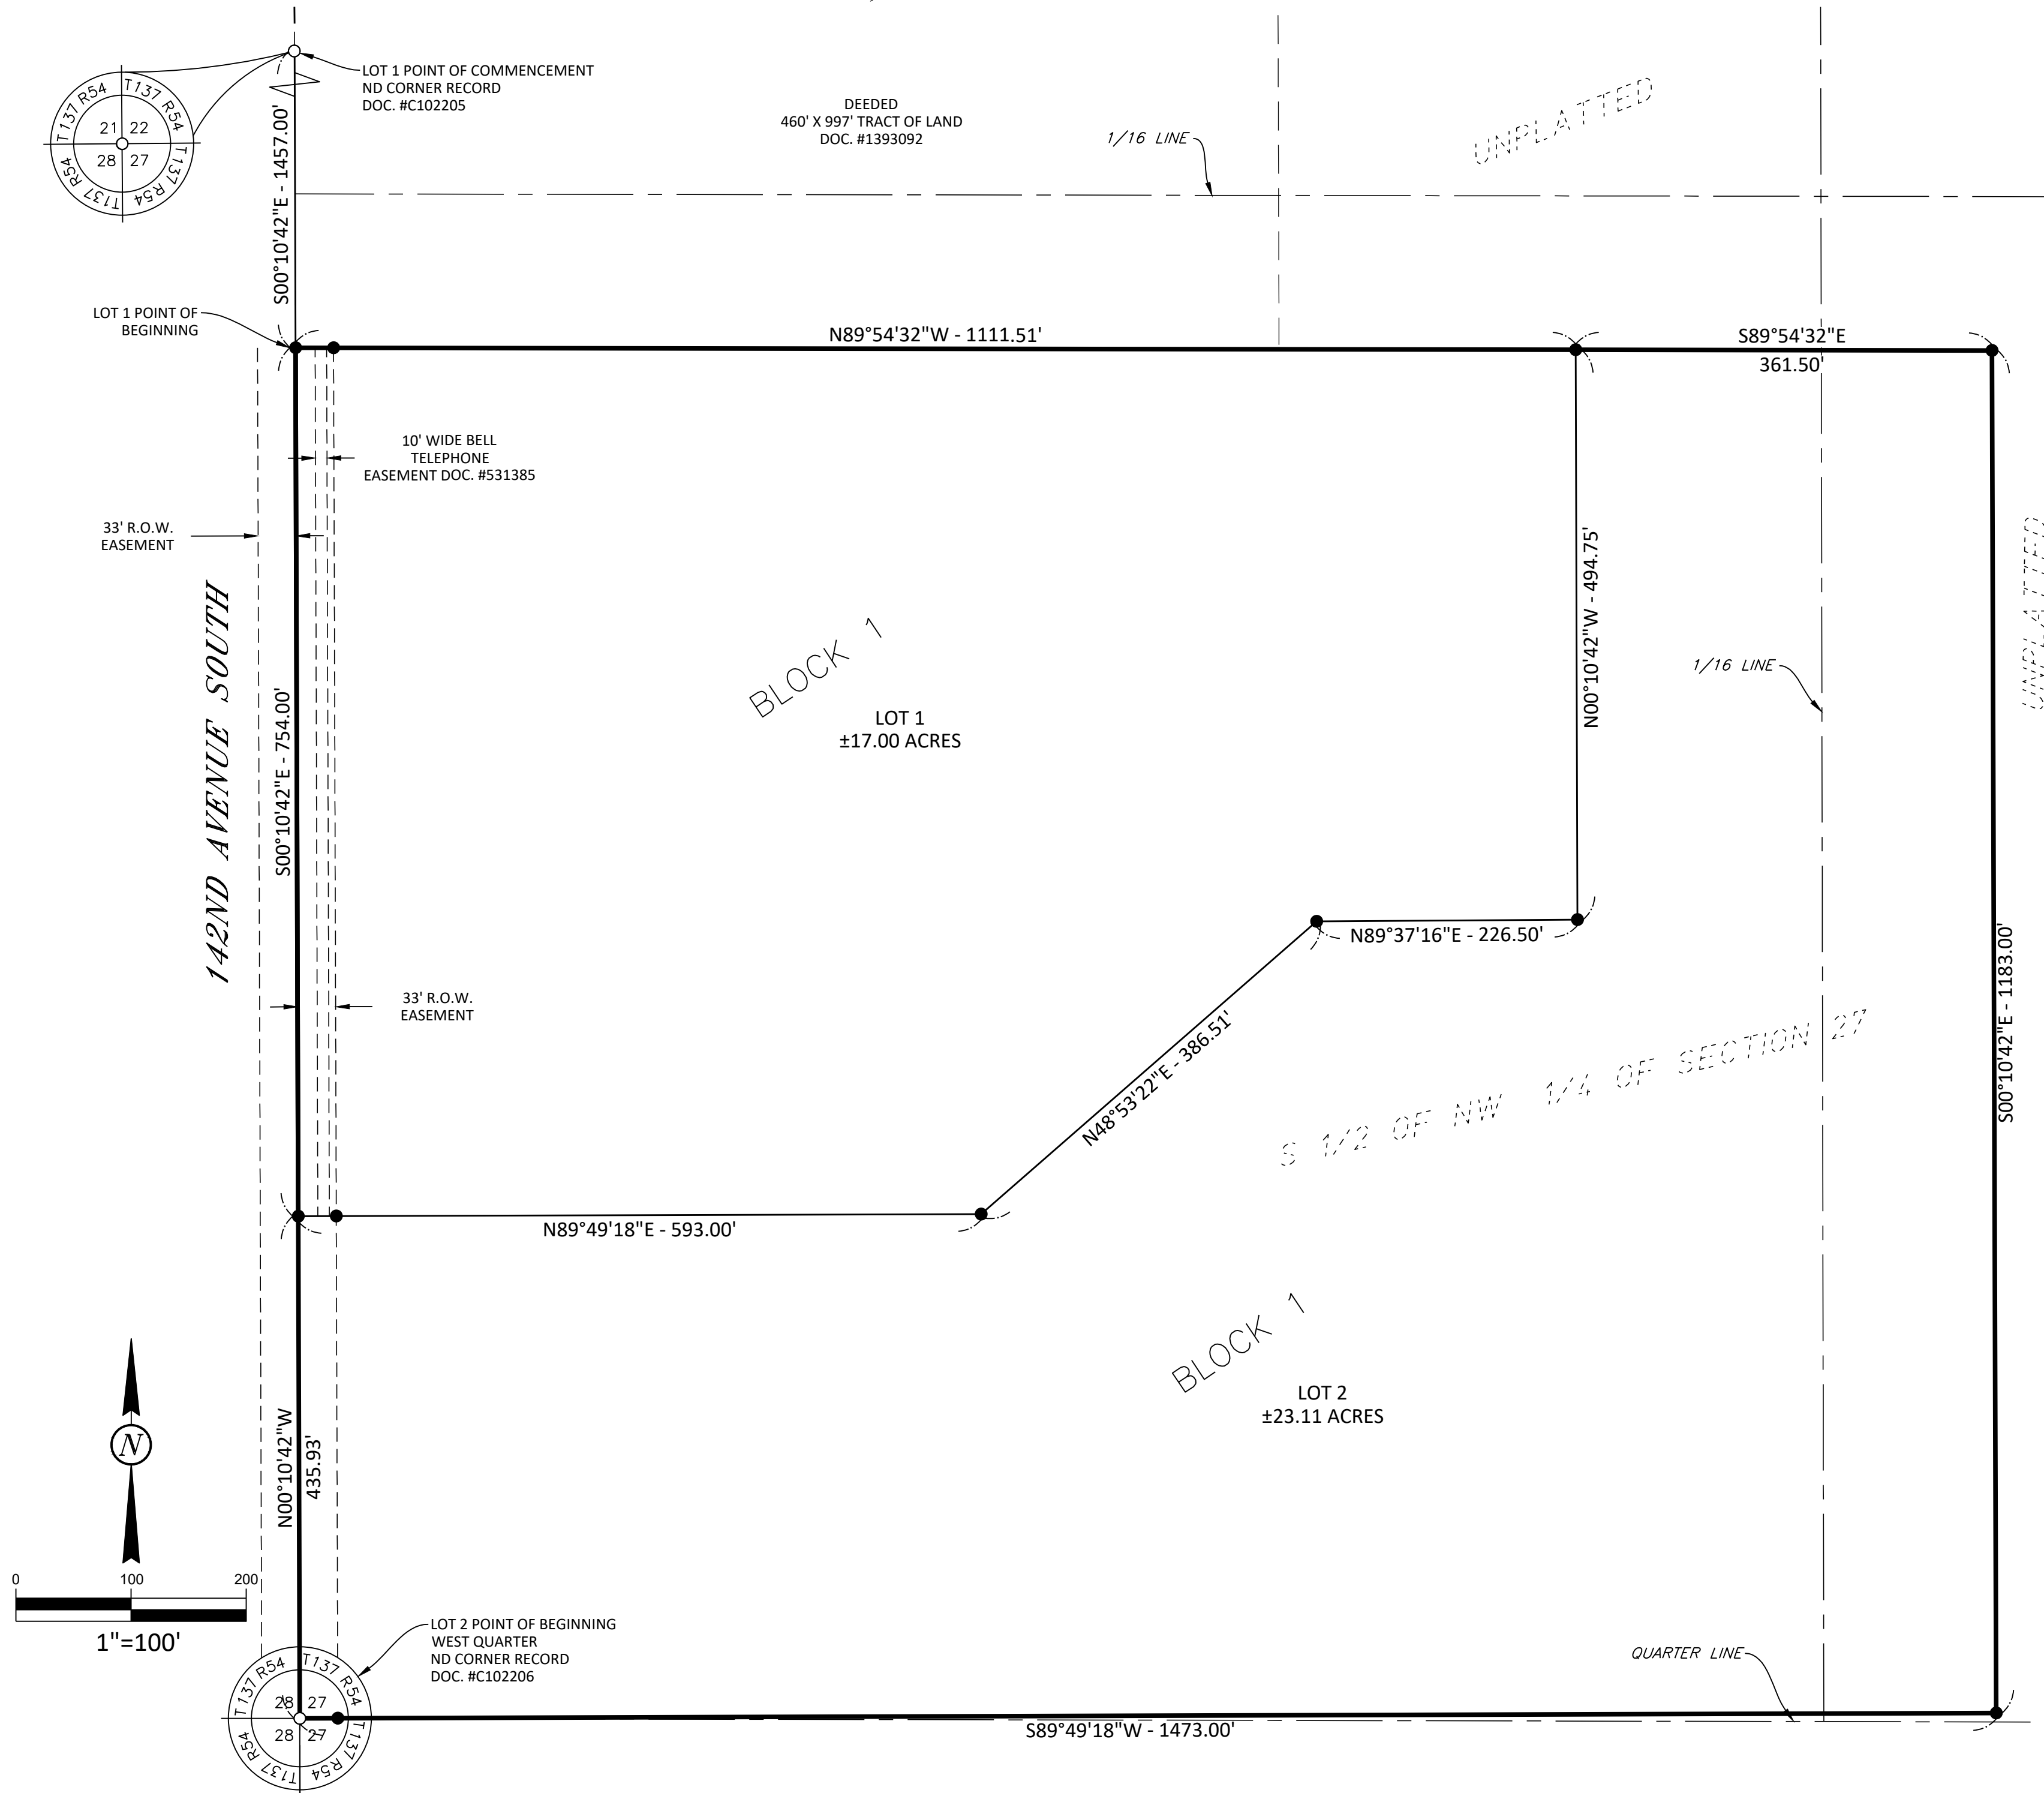 LOT 1 POINT OF COMMENCEMENT
ND CORNER RECORD
DOC. #C102205
T137 R54
T137 R54
21 22
28 27
T137 R54
T137 R54
S00°10'42"E - 1457.00'
DEEDED
460' X 997' TRACT OF LAND
DOC. #1393092
1/16 LINE
UNPLATTED
LOT 1 POINT OF
BEGINNING
N89°54'32"W - 1111.51'
S89°54'32"E
361.50'
10' WIDE BELL
TELEPHONE
EASEMENT DOC. #531385
33' R.O.W.
EASEMENT
142ND AVENUE SOUTH
S00°10'42"E - 754.00'
BLOCK 1
LOT 1
±17.00 ACRES
N00°10'42"W - 494.75'
1/16 LINE
UNPLATTED
N89°37'16"E - 226.50'
33' R.O.W.
EASEMENT
N48°53'22"E - 386.51'
S 1/2 OF NW 1/4 OF SECTION 27
S00°10'42"E - 1183.00'
N89°49'18"E - 593.00'
BLOCK 1
LOT 2
±23.11 ACRES
N00°10'42"W
435.93'
N
0 100 200
1"=100'
LOT 2 POINT OF BEGINNING
WEST QUARTER
ND CORNER RECORD
DOC. #C102206
QUARTER LINE
T137 R54
T137 R54
28 27
28 27
T137 R54
T137 R54
S89°49'18"W - 1473.00'